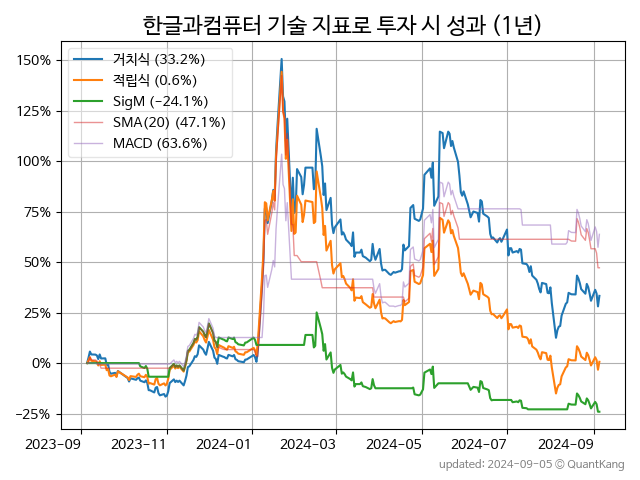 한글과컴퓨터 기술 지표로 투자 시 성과 (1년)
150%
125%
100%
75%
50%
25%
0%
−25%
거치식 (33.2%)
적립식 (0.6%)
SigM (−24.1%)
SMA(20) (47.1%)
MACD (63.6%)
2023-09
2023-11
2024-01
2024-03
2024-05
2024-07
2024-09
updated: 2024-09-05 © QuantKang